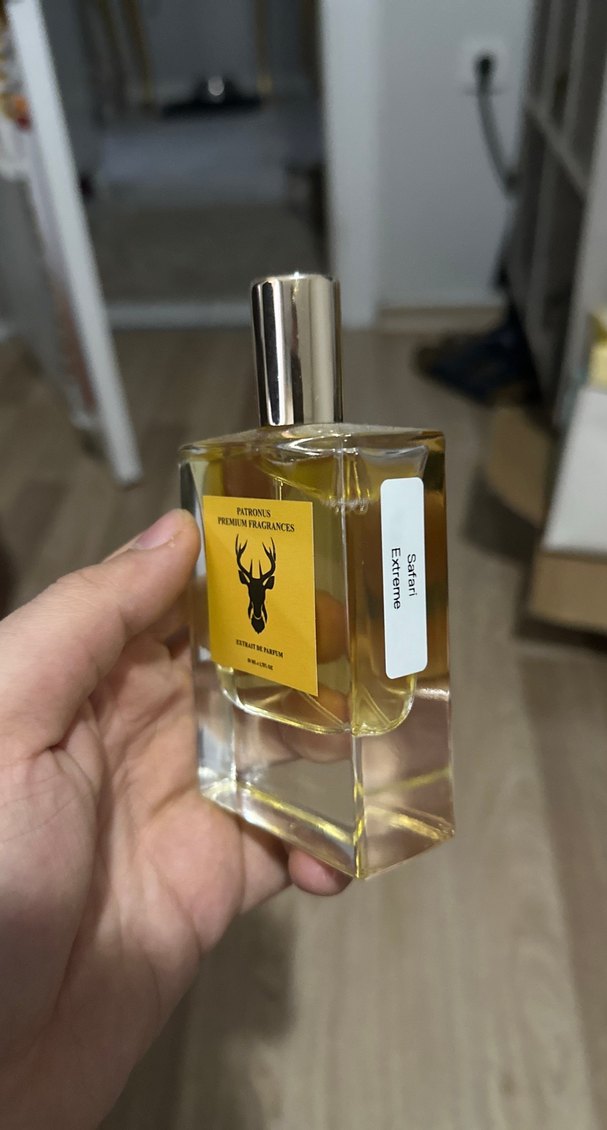 PATRONUS
PREMIUM FRAGRANCES
EXTRAIT DE PARFUM
Safari
Extreme